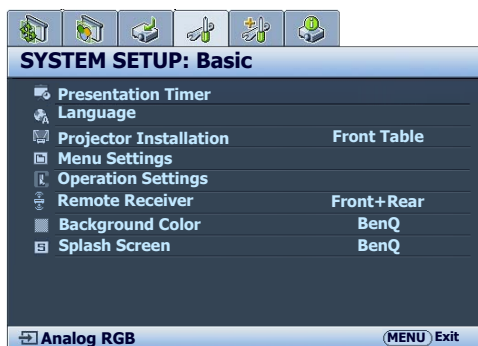 SYSTEM SETUP: Basic
Presentation Timer
Language
Projector Installation Front Table
Menu Settings
Operation Settings
Remote Receiver Front+Rear
Background Color BenQ
Splash Screen BenQ
Analog RGB MENU Exit